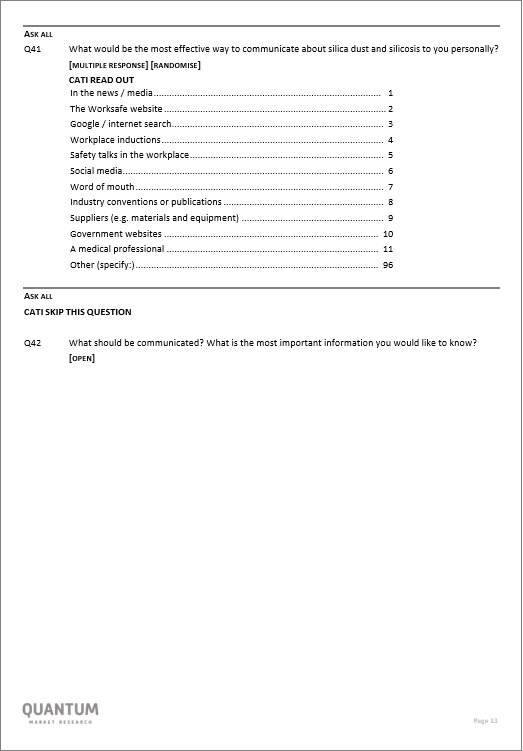 ASK ALL
Q41 What would be the most effective way to communicate about silica dust and silicosis to you personally?
[MULTIPLE RESPONSE] [RANDOMISE]
CATI READ OUT
In the news / media 1
The Worksafe website 2
Google / internet search 3
Workplace inductions 4
Safety talks in the workplace 5
Social media 6
Word of mouth 7
Industry conventions or publications 8
Suppliers (e.g. materials and equipment) 9
Government websites 10
A medical professional 11
Other (specify:) 96
ASK ALL
CATI SKIP THIS QUESTION
Q42 What should be communicated? What is the most important information you would like to know?
[OPEN]
QUANTUM
MARKET RESEARCH
Page 13